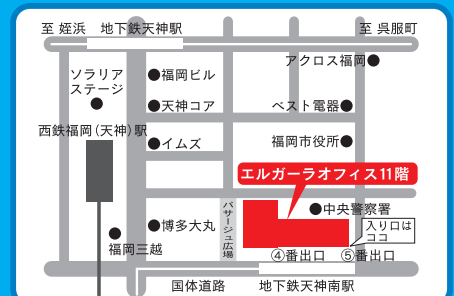 至 姪浜
地下鉄天神駅
至 呉服町
ソラリア
ステージ
●福岡ビル
アクロス福岡●
●天神コア
ベスト電器●
西鉄福岡(天神)駅
●イムズ
福岡市役所●
エルガーラオフィス11階
パサージュ広場
●中央警察署
●博多大丸
入り口は
ココ
福岡三越
④番出口
⑤番出口
国体道路
地下鉄天神南駅